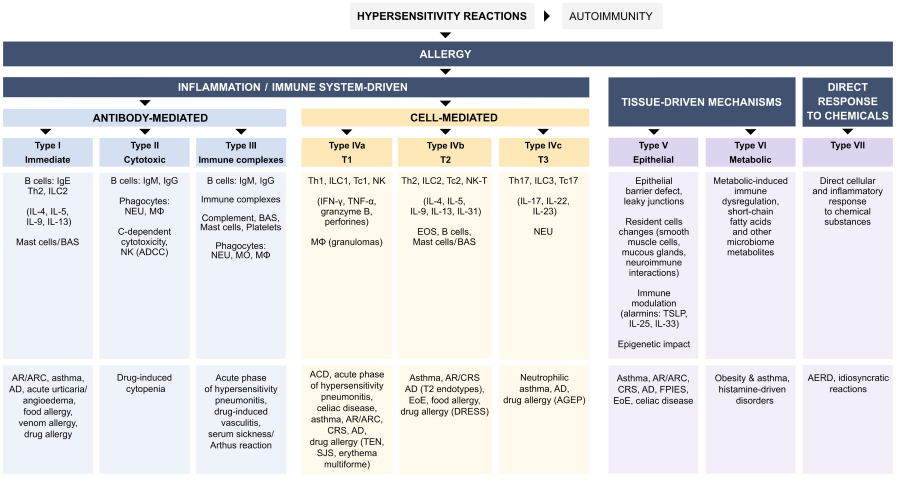 HYPERSENSITIVITY REACTIONS
AUTOIMMUNITY
ALLERGY
INFLAMMATION / IMMUNE SYSTEM-DRIVEN
TISSUE-DRIVEN MECHANISMS
DIRECT
RESPONSE
TO CHEMICALS
ANTIBODY-MEDIATED
CELL-MEDIATED
Type I
Immediate
Type II
Cytotoxic
Type III
Immune complexes
Type IVa
T1
Type IVb
T2
Type IVc
T3
Type V
Epithelial
Type VI
Metabolic
Type VII
B cells: IgE
Th2, ILC2
(IL-4, IL-5,
IL-9, IL-13)
Mast cells/BAS
B cells: IgM, IgG
Phagocytes:
NEU, MΦ
C-dependent
cytotoxicity,
NK (ADCC)
B cells: IgM, IgG
Immune complexes
Complement, BAS,
Mast cells, Platelets
Phagocytes:
NEU, MO, MΦ
Th1, ILC1, Tc1, NK
(IFN-γ, TNF-α,
granzyme B,
perforines)
MΦ (granulomas)
Th2, ILC2, Tc2, NK-T
(IL-4, IL-5,
IL-9, IL-13, IL-31)
EOS, B cells,
Mast cells/BAS
Th17, ILC3, Tc17
(IL-17, IL-22,
IL-23)
NEU
Epithelial
barrier defect,
leaky junctions
Resident cells
changes (smooth
muscle cells,
mucous glands,
neuroimmune
interactions)
Immune
modulation
(alarmins: TSLP,
IL-25, IL-33)
Epigenetic impact
Metabolic-induced
immune
dysregulation,
short-chain
fatty acids
and other
microbiome
metabolites
Direct cellular
and inflammatory
response
to chemical
substances
AR/ARC, asthma,
AD, acute urticaria/
angioedema,
food allergy,
venom allergy,
drug allergy
Drug-induced
cytopenia
Acute phase of
hypersensitivity
pneumonitis,
drug-induced
vasculitis,
serum sickness/
Arthus reaction
ACD, acute phase
of hypersensitivity
pneumonitis,
celiac disease,
asthma, AR/ARC,
CRS, AD,
drug allergy (TEN,
SJS, erythema
multiforme)
Asthma, AR/CRS
AD (T2 endotypes),
EoE, food allergy,
drug allergy (DRESS)
Neutrophilic
asthma, AD,
drug allergy (AGEP)
Asthma, AR/ARC,
CRS, AD, FPIES,
EoE, celiac disease
Obesity & asthma,
histamine-driven
disorders
AERD, idiosyncratic
reactions